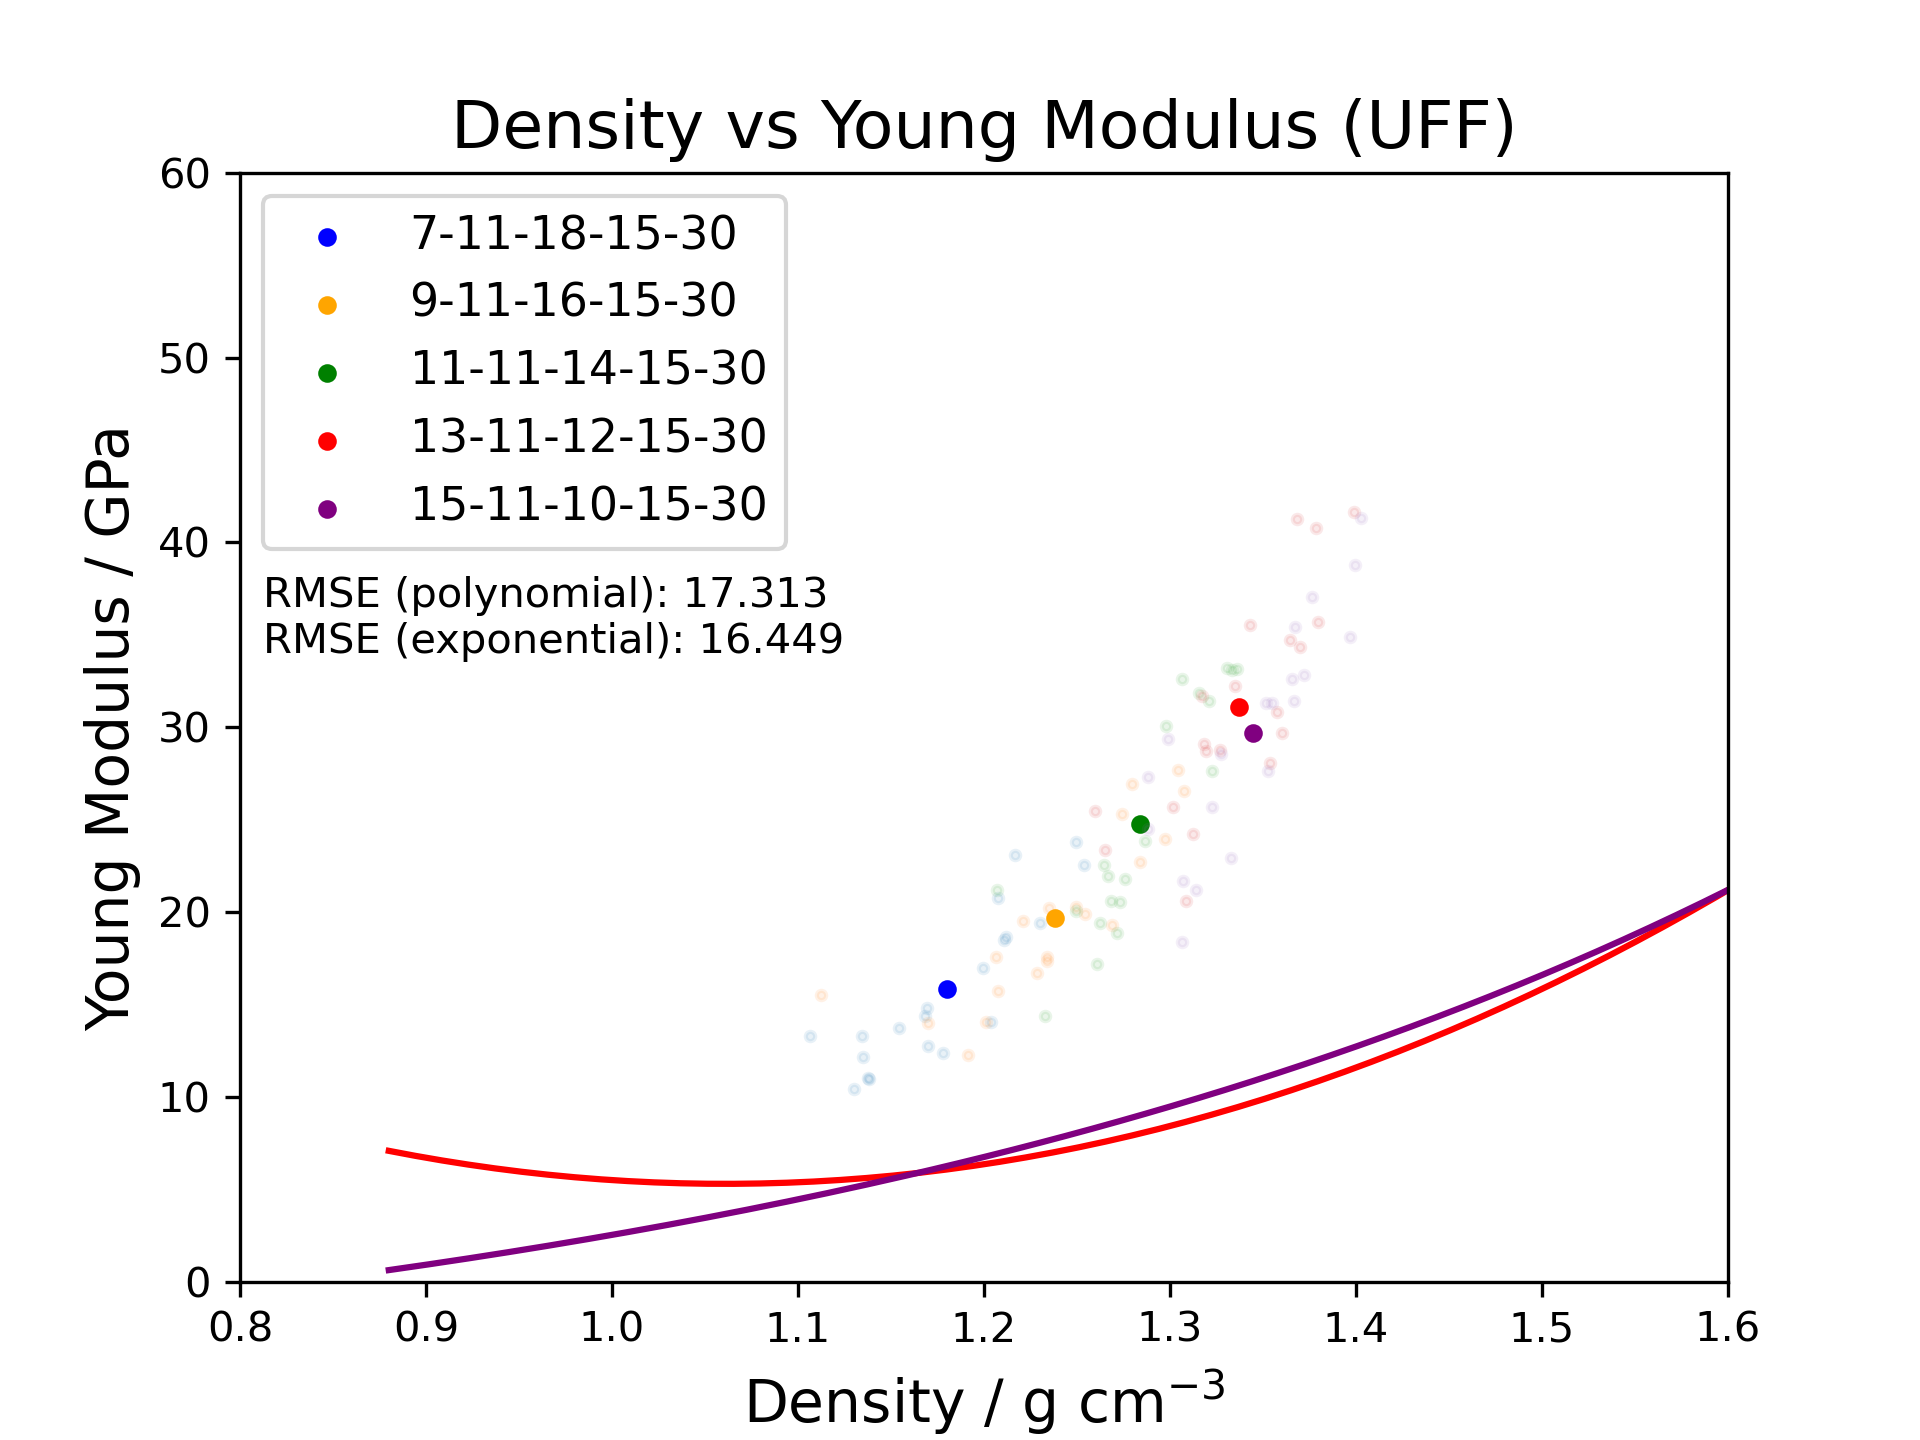 Density vs Young Modulus (UFF)
60
50
40
30
20
10
0
Young Modulus / GPa
7-11-18-15-30
9-11-16-15-30
11-11-14-15-30
13-11-12-15-30
15-11-10-15-30
RMSE (polynomial): 17.313
RMSE (exponential): 16.449
0.8 0.9 1.0 1.1 1.2 1.3 1.4 1.5 1.6
Density / g cm⁻³